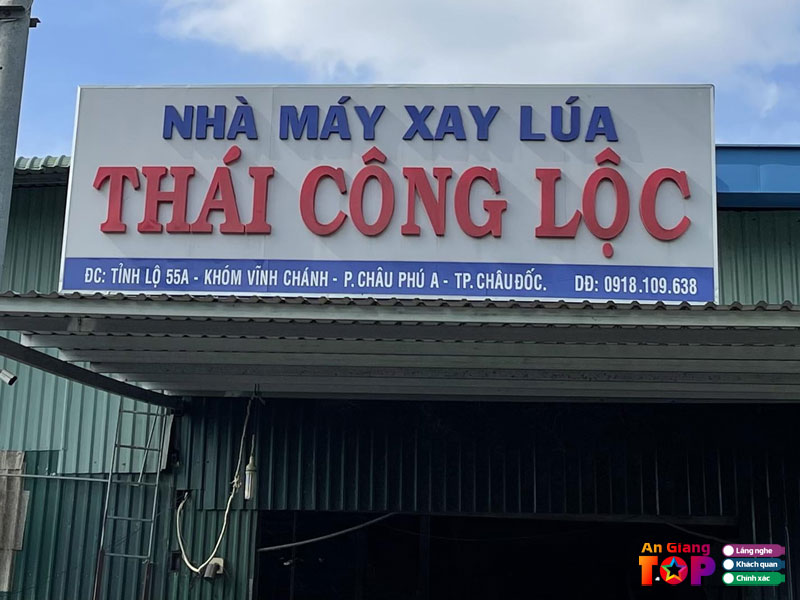 NHÀ MÁY XAY LÚA
THÁI CÔNG LỘC
ĐC: TỈNH LỘ 55A - KHÓM VĨNH CHÁNH - P. CHÂU PHÚ A - TP. CHÂU ĐỐC. DĐ: 0918.109.638
An Giang
TOP
Lắng nghe
Khách quan
Chính xác